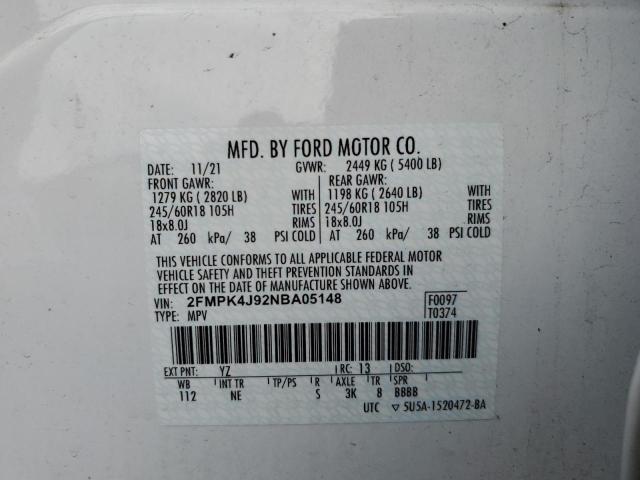 MFD. BY FORD MOTOR CO.
DATE: 11/21 GVWR: 2449 KG ( 5400 LB)
FRONT GAWR: REAR GAWR:
1279 KG ( 2820 LB) WITH 1198 KG ( 2640 LB) WITH
245/60R18 105H TIRES 245/60R18 105H TIRES
18x8.0J RIMS 18x8.0J RIMS
AT 260 kPa/ 38 PSI COLD AT 260 kPa/ 38 PSI COLD
THIS VEHICLE CONFORMS TO ALL APPLICABLE FEDERAL MOTOR
VEHICLE SAFETY AND THEFT PREVENTION STANDARDS IN
EFFECT ON THE DATE OF MANUFACTURE SHOWN ABOVE.
VIN: 2FMPK4J92NBA05148 F0097
TYPE: MPV T0374
EXT PNT: YZ RC: 13 DSO:
WB INT TR TP/PS R AXLE TR SPR
112 NE S 3K 8 BBBB
UTC ▽ 5U5A-1520472-BA